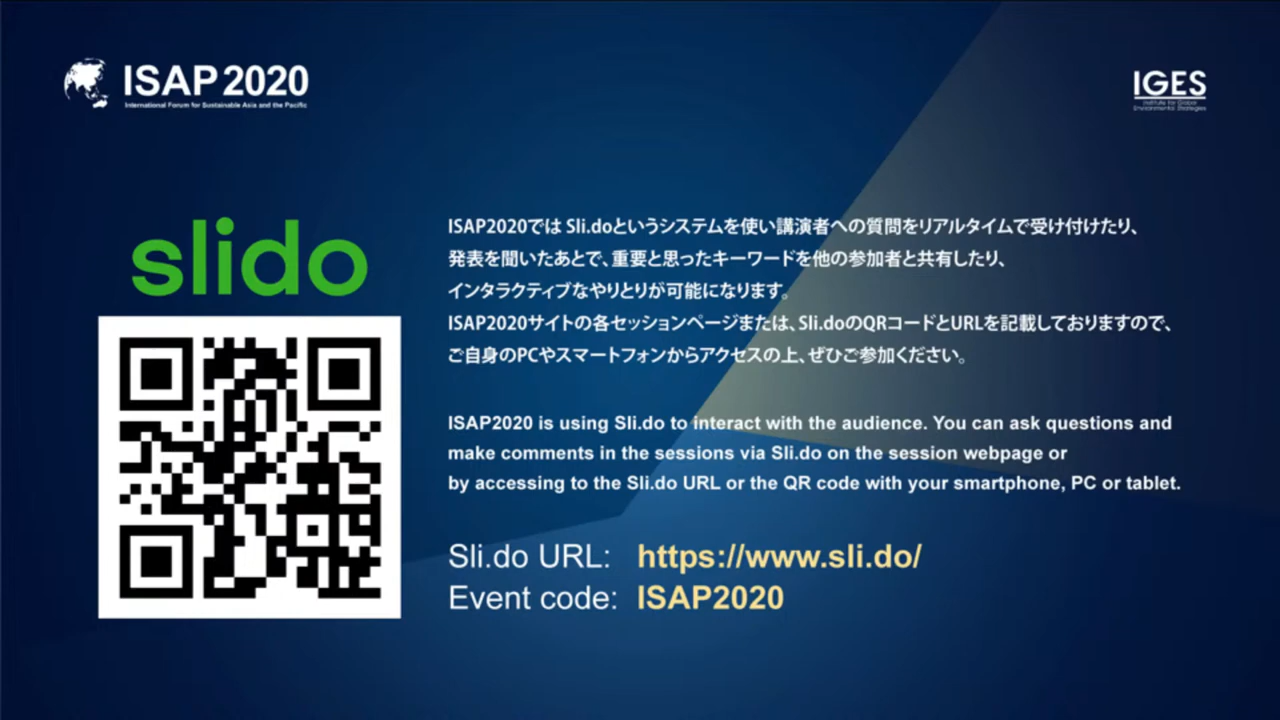 ISAP 2020
International Forum for Sustainable Asia and the Pacific
IGES
Institute for Global
Environmental Strategies
slido
ISAP2020では Sli.doというシステムを使い講演者への質問をリアルタイムで受け付けたり、
発表を聞いたあとで、重要と思ったキーワードを他の参加者と共有したり、
インタラクティブなやりとりが可能になります。
ISAP2020サイトの各セッションページまたは、Sli.doのQRコードとURLを記載しておりますので、
ご自身のPCやスマートフォンからアクセスの上、ぜひご参加ください。
ISAP2020 is using Sli.do to interact with the audience. You can ask questions and
make comments in the sessions via Sli.do on the session webpage or
by accessing to the Sli.do URL or the QR code with your smartphone, PC or tablet.
Sli.do URL: https://www.sli.do/
Event code: ISAP2020